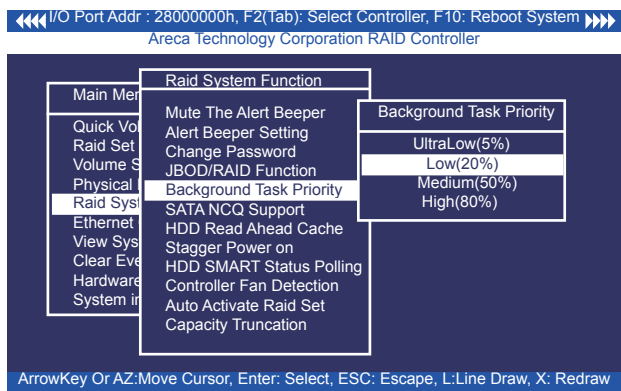 I/O Port Addr : 28000000h, F2(Tab): Select Controller, F10: Reboot System
Areca Technology Corporation RAID Controller
Main Men
Quick Vol
Raid Set
Volume S
Physical
Raid Syst
Ethernet
View Sys
Clear Eve
Hardware
System in
Raid System Function
Mute The Alert Beeper
Alert Beeper Setting
Change Password
JBOD/RAID Function
Background Task Priority
SATA NCQ Support
HDD Read Ahead Cache
Stagger Power on
HDD SMART Status Polling
Controller Fan Detection
Auto Activate Raid Set
Capacity Truncation
Background Task Priority
UltraLow(5%)
Low(20%)
Medium(50%)
High(80%)
ArrowKey Or AZ:Move Cursor, Enter: Select, ESC: Escape, L:Line Draw, X: Redraw